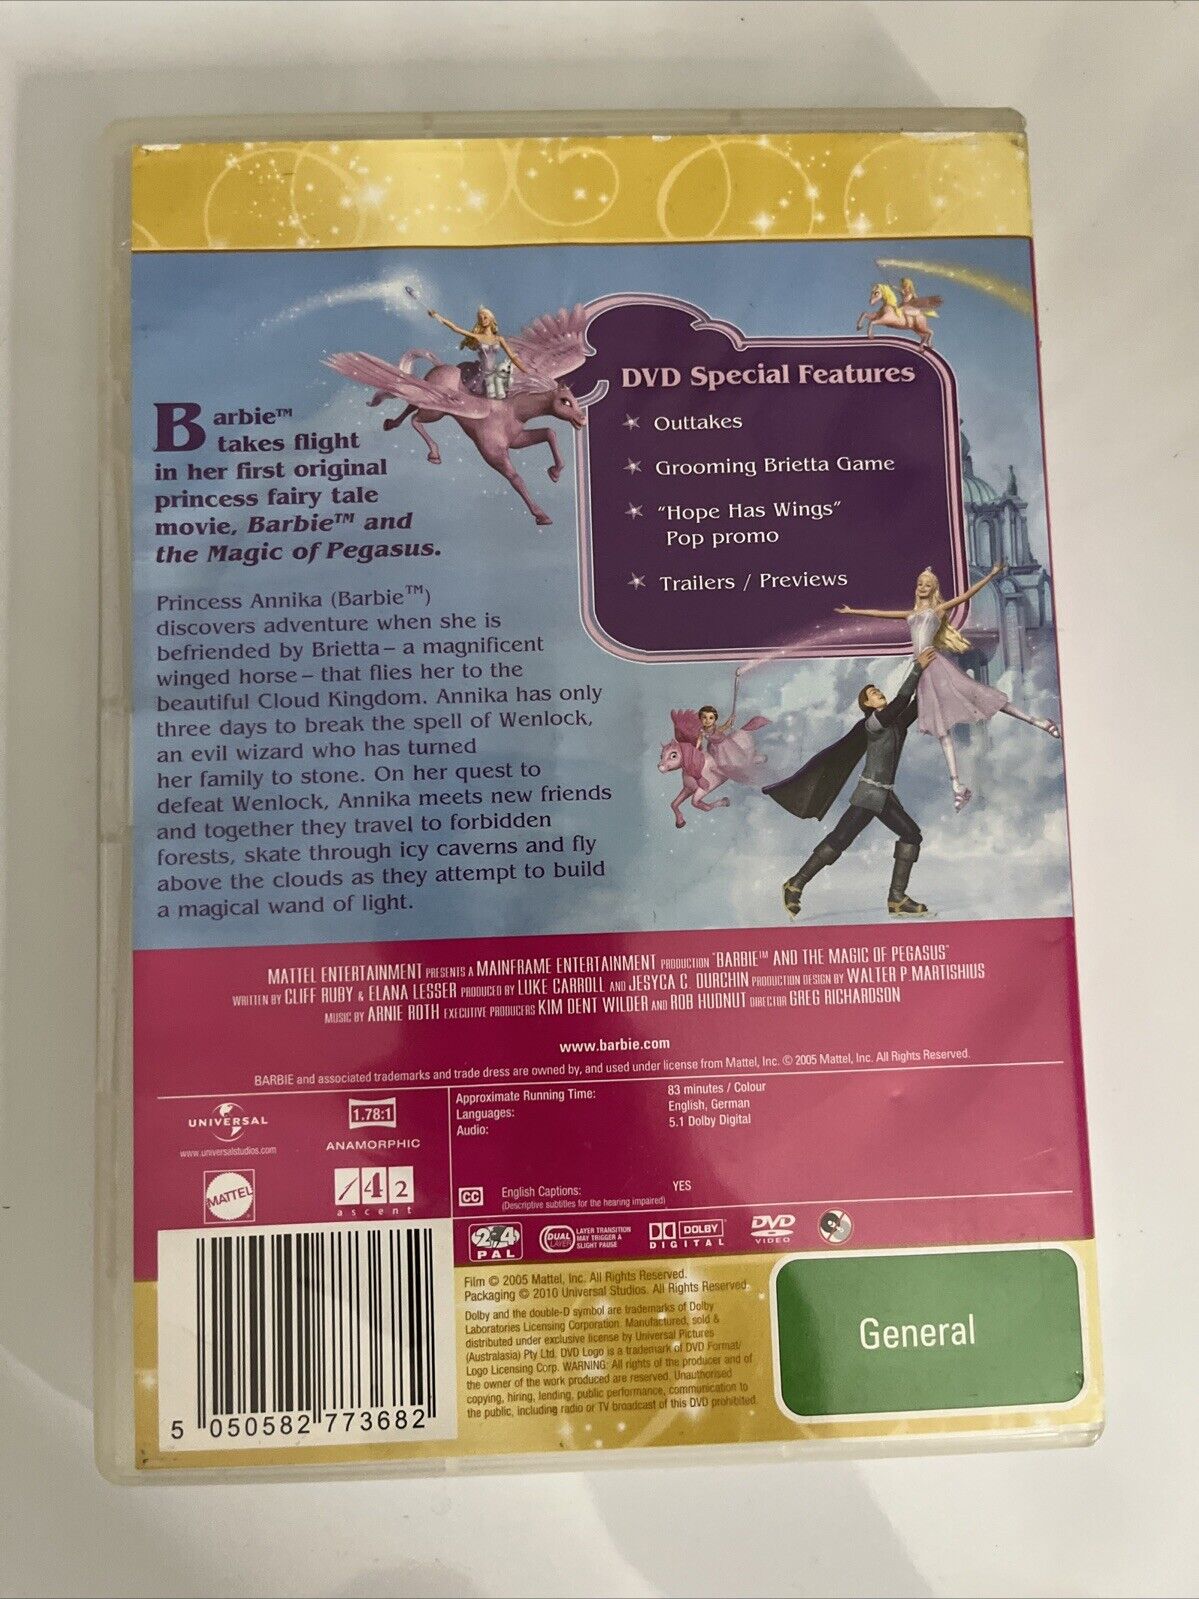 Barbie™
takes flight
in her first original
princess fairy tale
movie, Barbie™ and
the Magic of Pegasus.
Princess Annika (Barbie™)
discovers adventure when she is
befriended by Brietta – a magnificent
winged horse – that flies her to the
beautiful Cloud Kingdom. Annika has only
three days to break the spell of Wenlock,
an evil wizard who has turned
her family to stone. On her quest to
defeat Wenlock, Annika meets new friends
and together they travel to forbidden
forests, skate through icy caverns and fly
above the clouds as they attempt to build
a magical wand of light.
DVD Special Features
Outtakes
Grooming Brietta Game
"Hope Has Wings"
Pop promo
Trailers / Previews
MATTEL ENTERTAINMENT PRESENTS A MAINFRAME ENTERTAINMENT PRODUCTION "BARBIE™ AND THE MAGIC OF PEGASUS"
WRITTEN BY CLIFF RUBY & ELANA LESSER PRODUCED BY LUKE CARROLL AND JESYCA C. DURCHIN PRODUCTION DESIGN BY WALTER P. MARTISHIUS
MUSIC BY ARNIE ROTH EXECUTIVE PRODUCERS KIM DENT WILDER AND ROB HUDNUT DIRECTOR GREG RICHARDSON
www.barbie.com
BARBIE and associated trademarks and trade dress are owned by, and used under license from Mattel, Inc. © 2005 Mattel, Inc. All Rights Reserved.
UNIVERSAL
www.universalstudios.com
1.78:1
ANAMORPHIC
MATTEL
142
ascent
Approximate Running Time: 83 minutes / Colour
Languages: English, German
Audio: 5.1 Dolby Digital
CC English Captions: YES
(Descriptive subtitles for the hearing impaired)
2 4
PAL
DUAL LAYER
LAYER TRANSITION
MAY TRIGGER A
SLIGHT PAUSE
DOLBY
DIGITAL
DVD
VIDEO
Film © 2005 Mattel, Inc. All Rights Reserved.
Packaging © 2010 Universal Studios. All Rights Reserved.
Dolby and the double-D symbol are trademarks of Dolby
Laboratories Licensing Corporation. Manufactured, sold &
distributed under exclusive license by Universal Pictures
(Australasia) Pty Ltd. DVD Logo is a trademark of DVD Format/
Logo Licensing Corp. WARNING: All rights of the producer and of
the owner of the work produced are reserved. Unauthorised
copying, hiring, lending, public performance, communication to
the public, including radio or TV broadcast of this DVD prohibited.
General
5 050582 773682